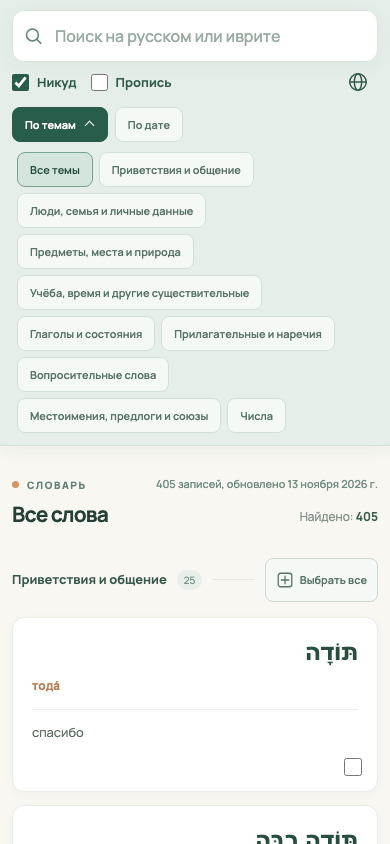 Поиск на русском или иврите
Никуд Пропись
По темам По дате
Все темы Приветствия и общение
Люди, семья и личные данные
Предметы, места и природа
Учёба, время и другие существительные
Глаголы и состояния Прилагательные и наречия
Вопросительные слова
Местоимения, предлоги и союзы Числа
СЛОВАРЬ 405 записей, обновлено 13 ноября 2026 г.
Все слова Найдено: 405
Приветствия и общение 25 Выбрать все
תּוֹדָה
тода́
спасибо
תּוֹדָה רַבָּה